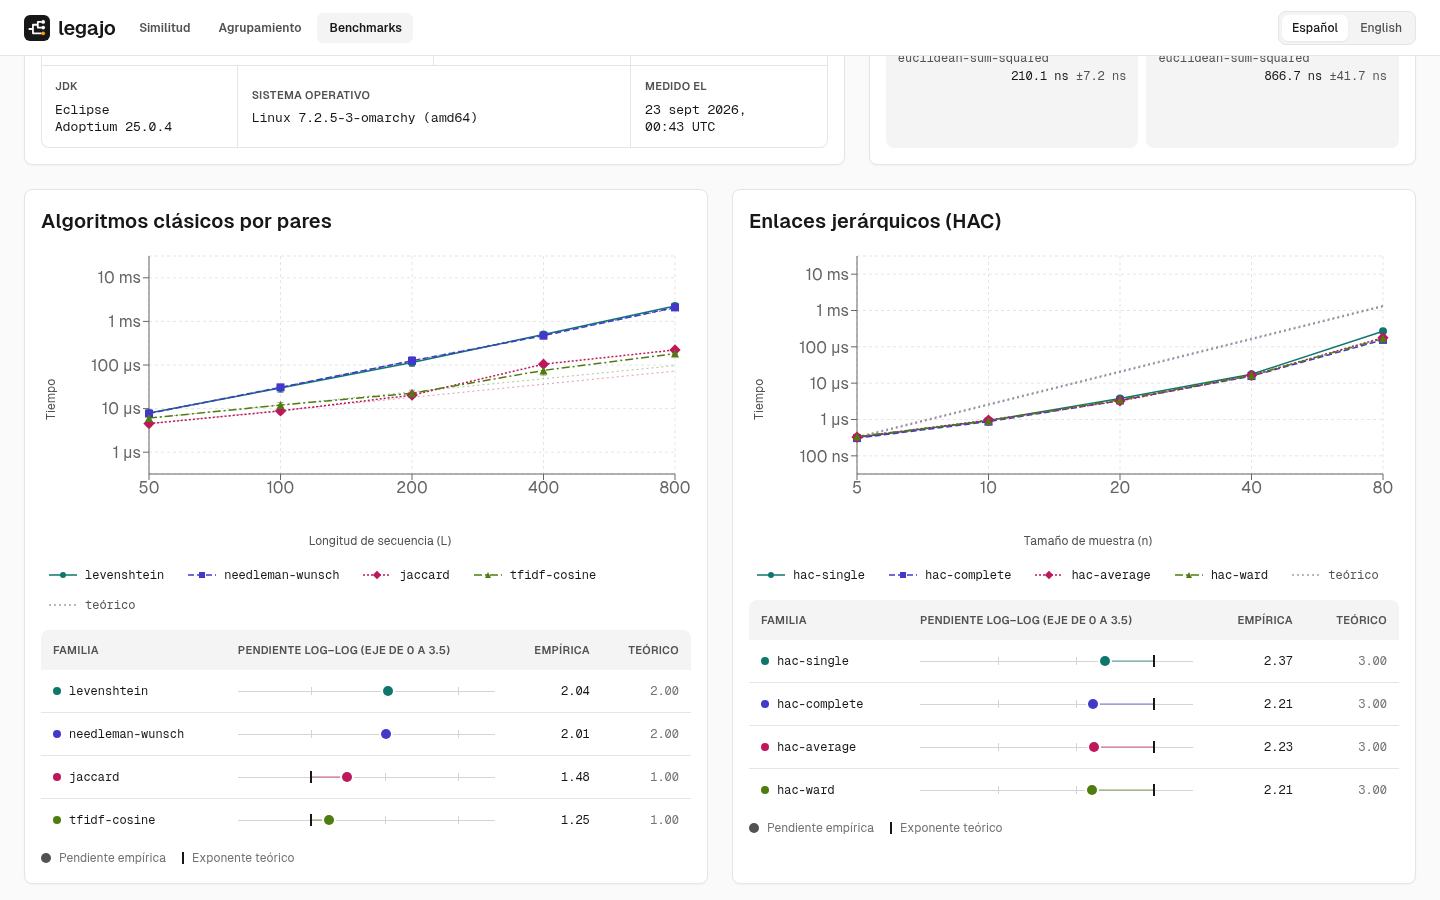 legajo
Similitud
Agrupamiento
Benchmarks
Español
English
JDK
Eclipse
Adoptium 25.0.4
SISTEMA OPERATIVO
Linux 7.2.5-3-omarchy (amd64)
MEDIDO EL
23 sept 2026,
00:43 UTC
euclidean-sum-squared
210.1 ns ±7.2 ns
euclidean-sum-squared
866.7 ns ±41.7 ns
Algoritmos clásicos por pares
10 ms
1 ms
100 µs
10 µs
1 µs
Tiempo
50
100
200
400
800
Longitud de secuencia (L)
levenshtein
needleman-wunsch
jaccard
tfidf-cosine
teórico
FAMILIA
PENDIENTE LOG–LOG (EJE DE 0 A 3.5)
EMPÍRICA
TEÓRICO
levenshtein
2.04
2.00
needleman-wunsch
2.01
2.00
jaccard
1.48
1.00
tfidf-cosine
1.25
1.00
Pendiente empírica
Exponente teórico
Enlaces jerárquicos (HAC)
10 ms
1 ms
100 µs
10 µs
1 µs
100 ns
Tiempo
5
10
20
40
80
Tamaño de muestra (n)
hac-single
hac-complete
hac-average
hac-ward
teórico
FAMILIA
PENDIENTE LOG–LOG (EJE DE 0 A 3.5)
EMPÍRICA
TEÓRICO
hac-single
2.37
3.00
hac-complete
2.21
3.00
hac-average
2.23
3.00
hac-ward
2.21
3.00
Pendiente empírica
Exponente teórico